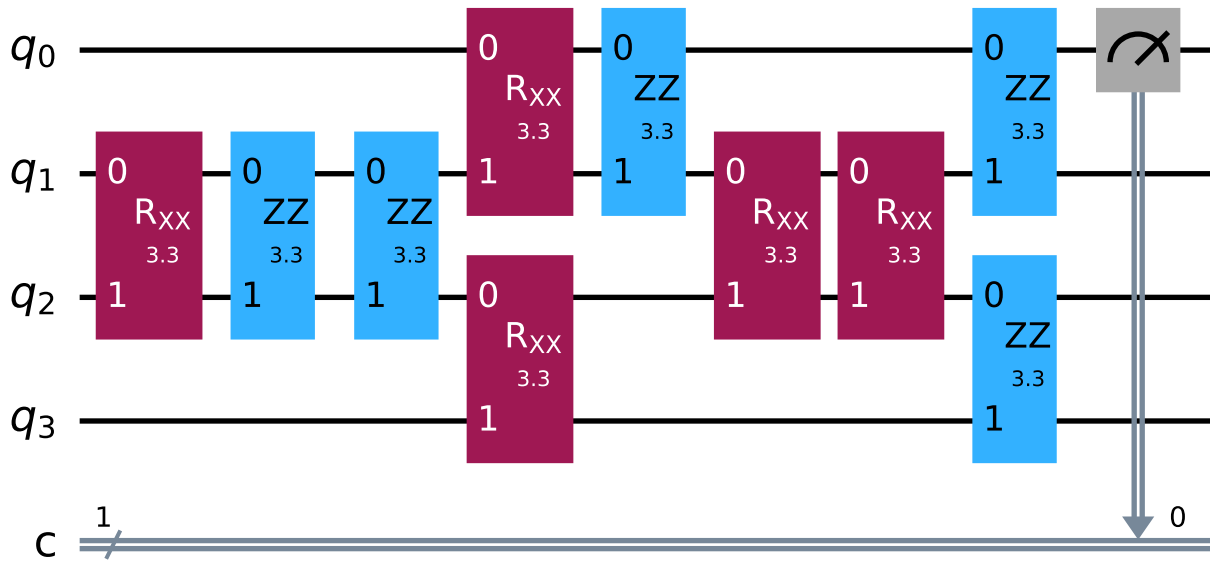 q0 0 0 0
RXX ZZ ZZ
3.3 3.3 3.3
q1 0 0 0 1 1 0 0 1
RXX ZZ ZZ RXX RXX
3.3 3.3 3.3 3.3 3.3
q2 1 1 1 0 1 1 0
RXX ZZ
3.3 3.3
q3 1 1
1 0
c